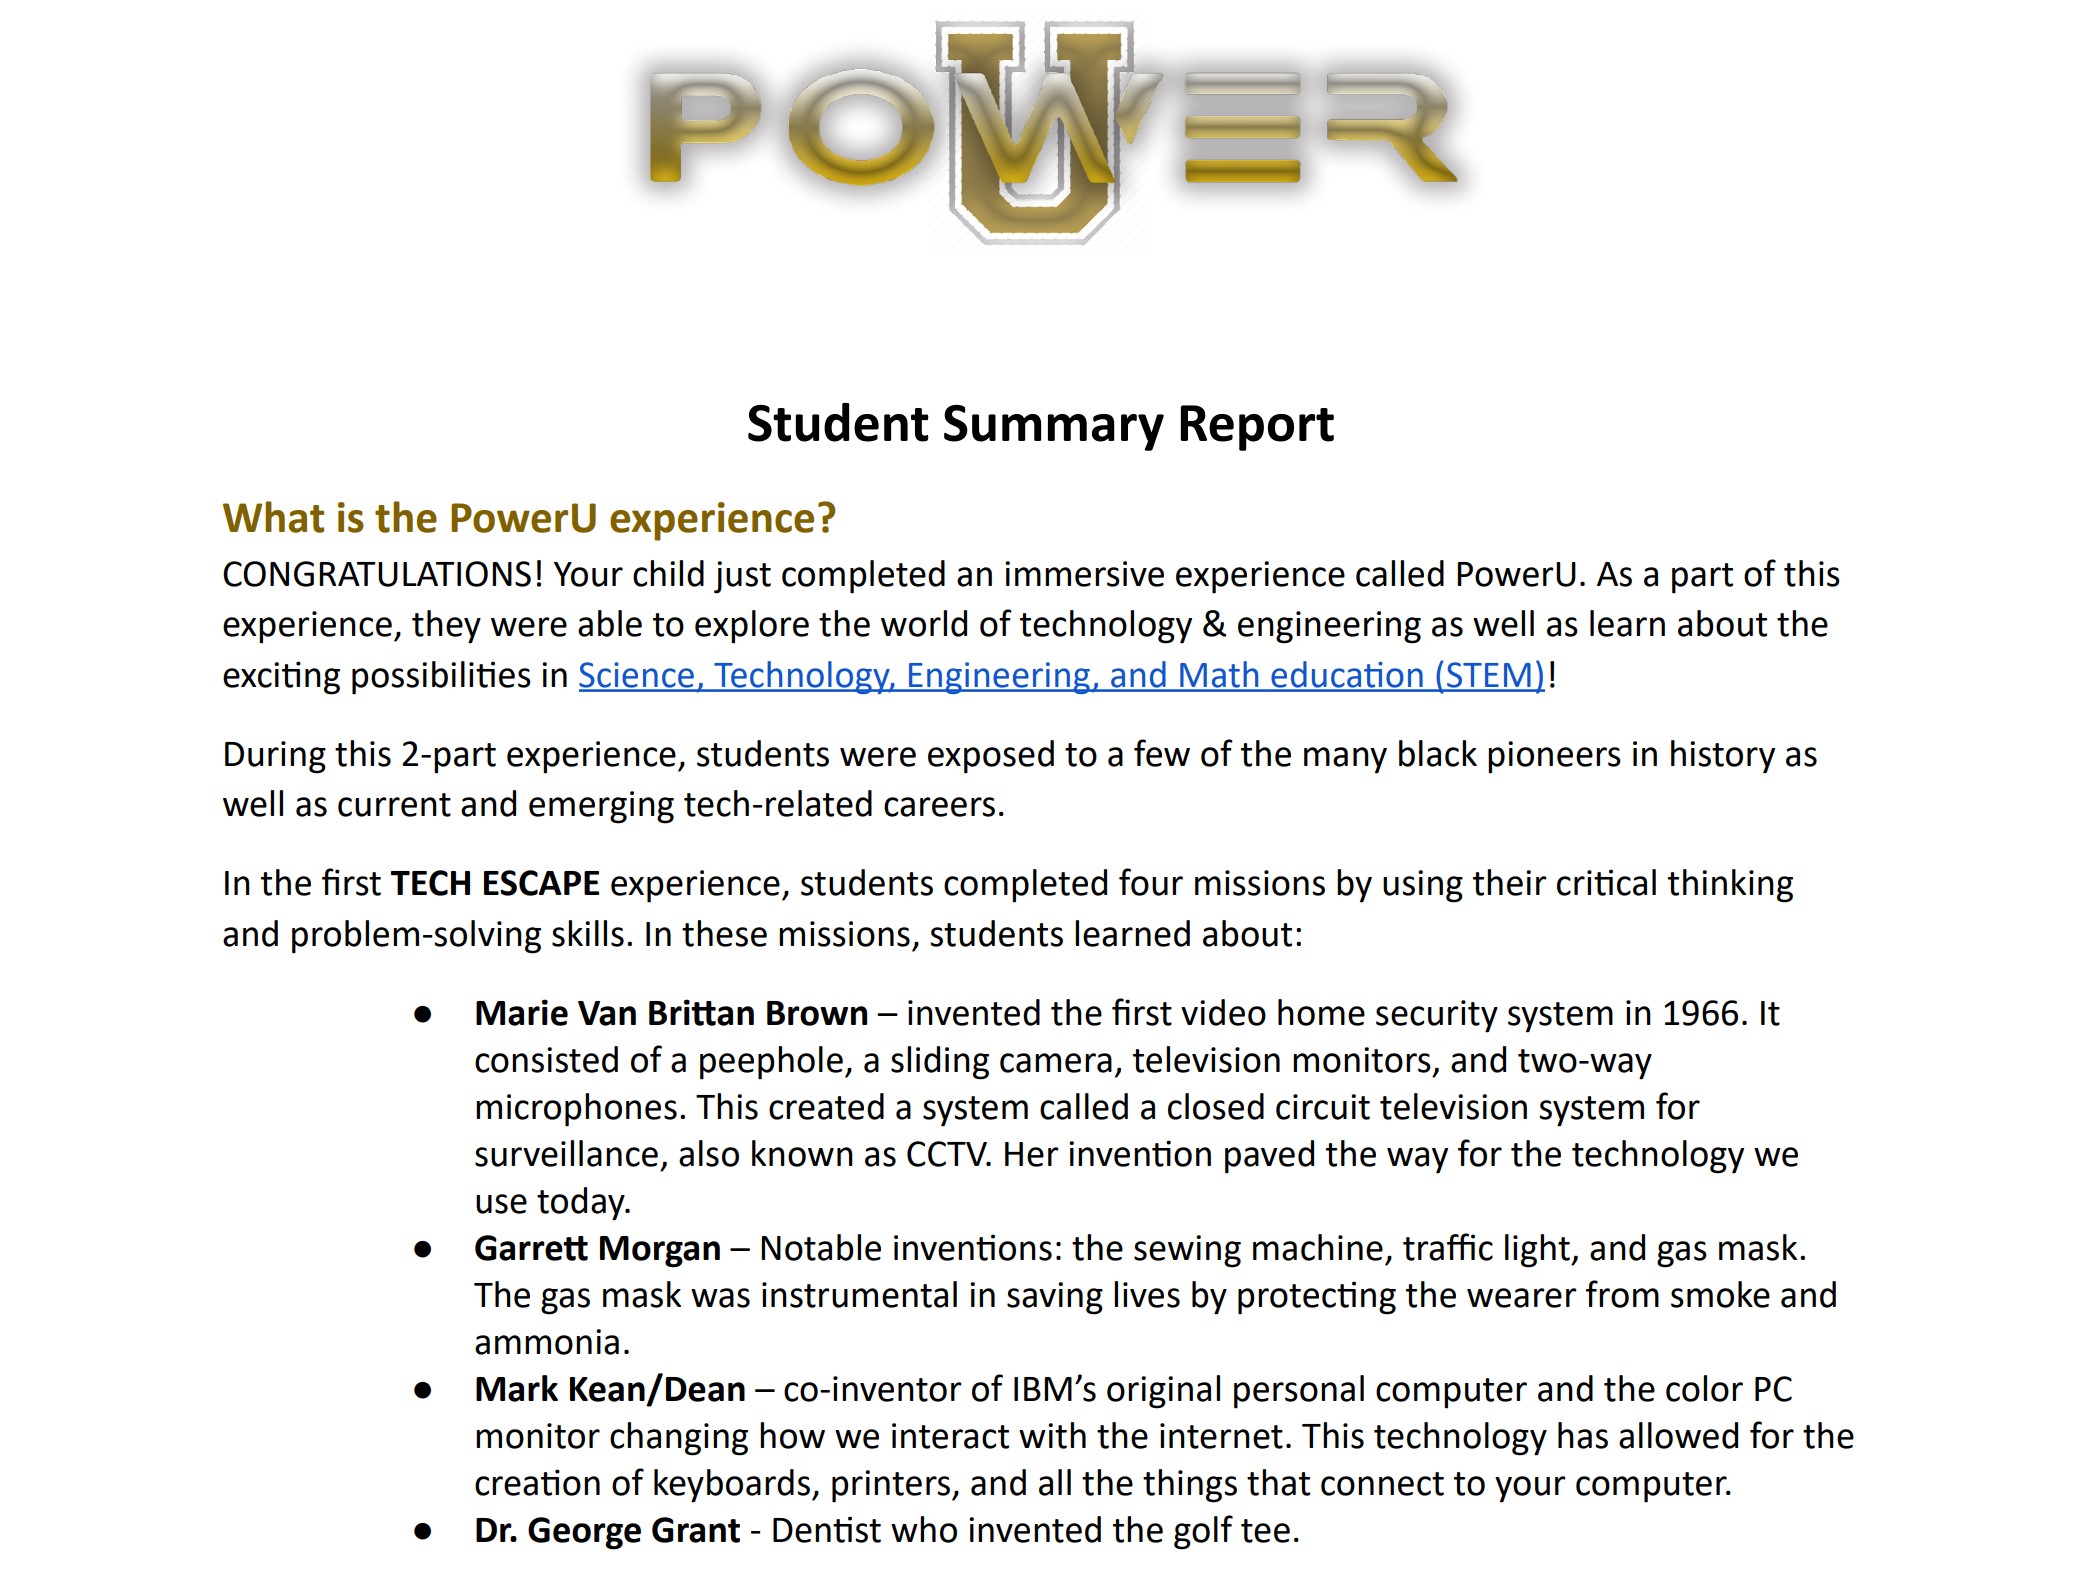 POWER
U
Student Summary Report
What is the PowerU experience?
CONGRATULATIONS! Your child just completed an immersive experience called PowerU. As a part of this
experience, they were able to explore the world of technology & engineering as well as learn about the
exciting possibilities in Science, Technology, Engineering, and Math education (STEM)!
During this 2-part experience, students were exposed to a few of the many black pioneers in history as
well as current and emerging tech-related careers.
In the first TECH ESCAPE experience, students completed four missions by using their critical thinking
and problem-solving skills. In these missions, students learned about:
● Marie Van Brittan Brown – invented the first video home security system in 1966. It
consisted of a peephole, a sliding camera, television monitors, and two-way
microphones. This created a system called a closed circuit television system for
surveillance, also known as CCTV. Her invention paved the way for the technology we
use today.
● Garrett Morgan – Notable inventions: the sewing machine, traffic light, and gas mask.
The gas mask was instrumental in saving lives by protecting the wearer from smoke and
ammonia.
● Mark Kean/Dean – co-inventor of IBM’s original personal computer and the color PC
monitor changing how we interact with the internet. This technology has allowed for the
creation of keyboards, printers, and all the things that connect to your computer.
● Dr. George Grant - Dentist who invented the golf tee.